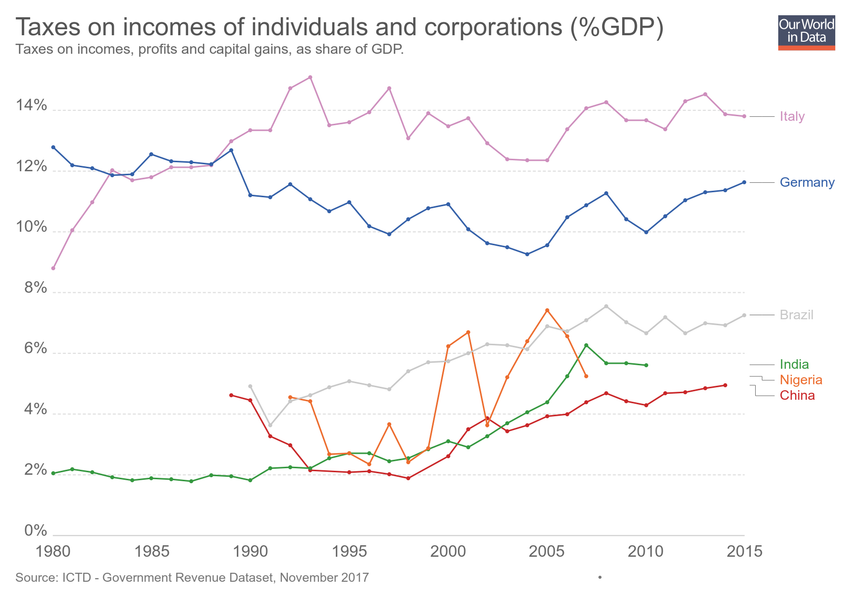 Taxes on incomes of individuals and corporations (%GDP)
Taxes on incomes, profits and capital gains, as share of GDP.
Our World
in Data
14%
12%
10%
8%
6%
4%
2%
0%
Italy
Germany
Brazil
India
Nigeria
China
1980 1985 1990 1995 2000 2005 2010 2015
Source: ICTD - Government Revenue Dataset, November 2017